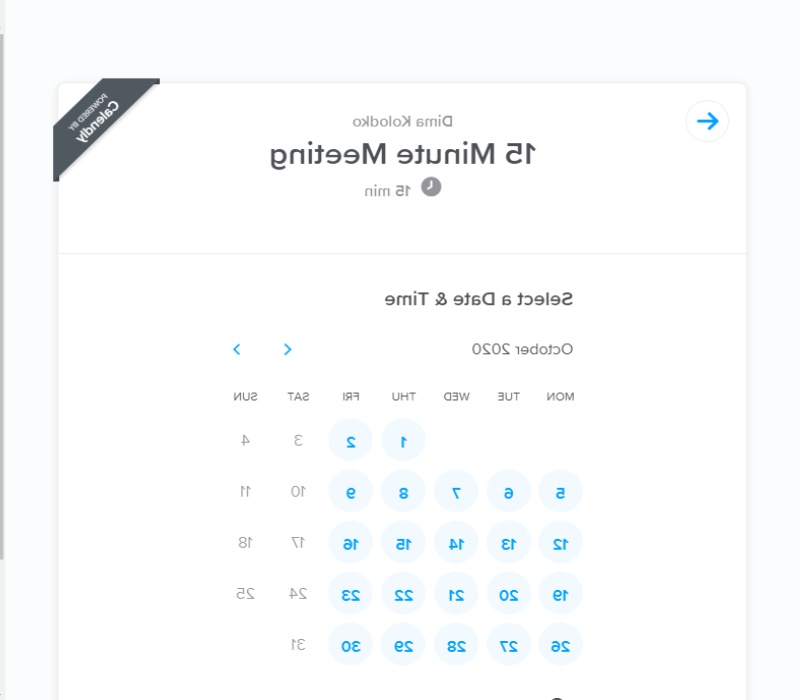 POWERED BY
Calendly
Dima Kolodko
15 Minute Meeting
15 min
Select a Date & Time
October 2020
MON TUE WED THU FRI SAT SUN
1 2 3 4
5 6 7 8 9 10 11
12 13 14 15 16 17 18
19 20 21 22 23 24 25
26 27 28 29 30 31